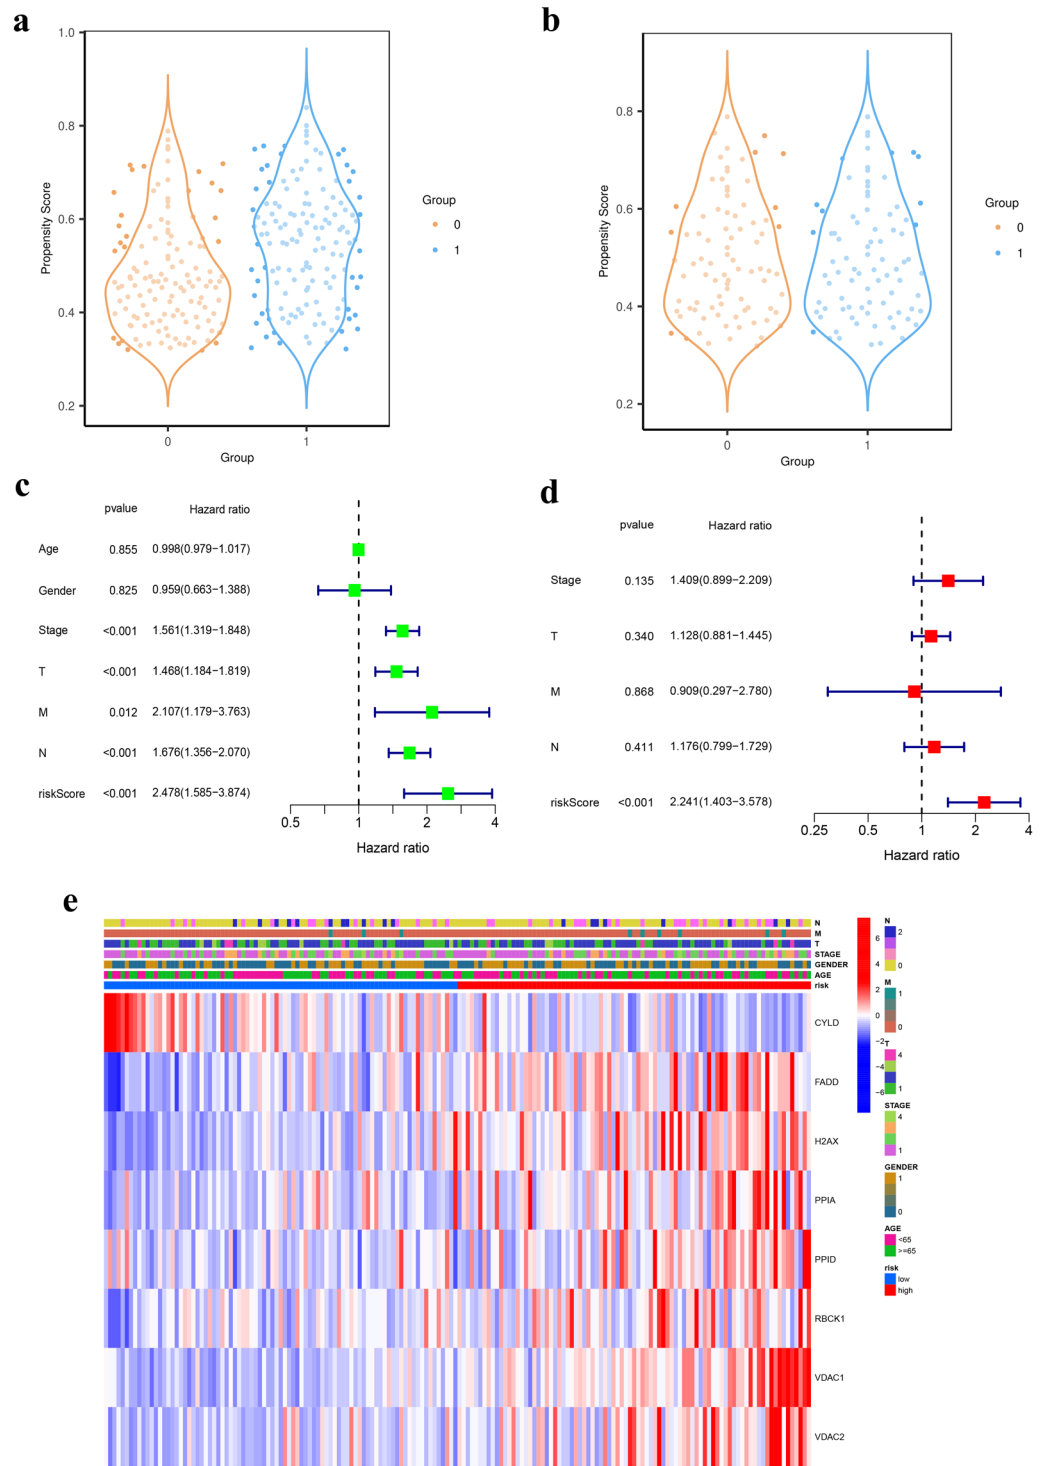 a
1.0
0.8
0.6
0.4
0.2
Propensity Score
0
1
Group
Group
0
1
b
0.8
0.6
0.4
0.2
Propensity Score
0
1
Group
Group
0
1
c
pvalue Hazard ratio
Age 0.855 0.998(0.979−1.017)
Gender 0.825 0.959(0.663−1.388)
Stage <0.001 1.561(1.319−1.848)
T <0.001 1.468(1.184−1.819)
M 0.012 2.107(1.179−3.763)
N <0.001 1.676(1.356−2.070)
riskScore <0.001 2.478(1.585−3.874)
0.5 1 2 4
Hazard ratio
d
pvalue Hazard ratio
Stage 0.135 1.409(0.899−2.209)
T 0.340 1.128(0.881−1.445)
M 0.868 0.909(0.297−2.780)
N 0.411 1.176(0.799−1.729)
riskScore <0.001 2.241(1.403−3.578)
0.25 0.5 1 2 4
Hazard ratio
e
N
M
T
STAGE
GENDER
AGE
risk
CYLD
FADD
H2AX
PPIA
PPID
RBCK1
VDAC1
VDAC2
6
4
2
0
−2
−4
−6
N
2
0
M
1
0
T
4
1
STAGE
4
1
GENDER
1
0
AGE
<65
>=65
risk
low
high